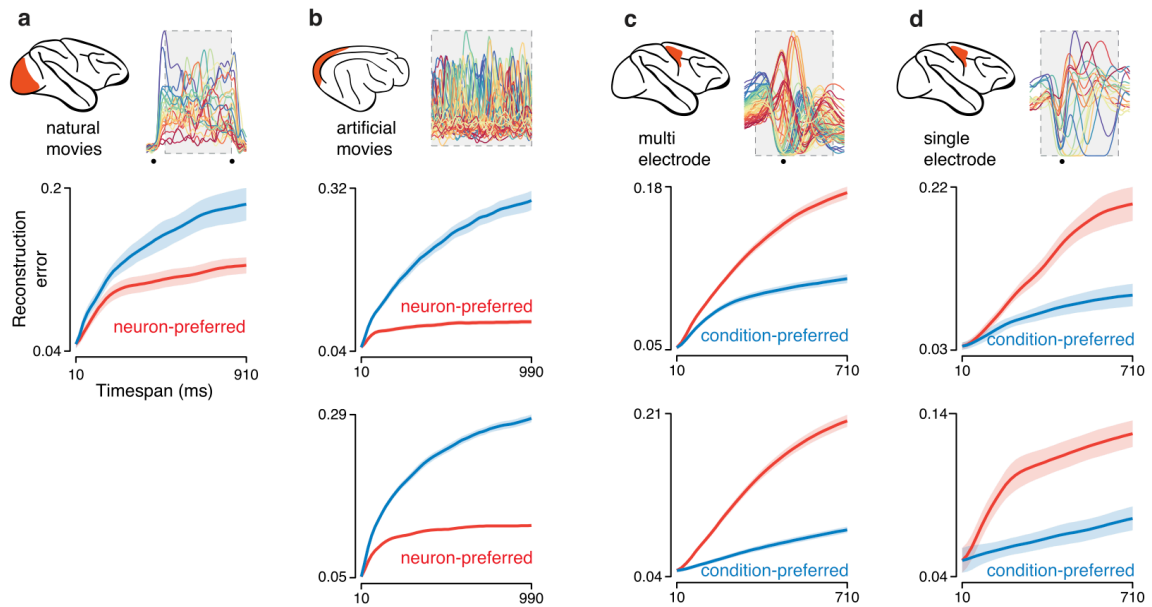 a
natural
movies
Reconstruction
error
0.2
0.04
neuron-preferred
10
910
Timespan (ms)
b
artificial
movies
0.32
0.04
neuron-preferred
10
990
0.29
0.05
neuron-preferred
10
990
c
multi
electrode
0.18
0.05
condition-preferred
10
710
0.21
0.04
condition-preferred
10
710
d
single
electrode
0.22
0.03
condition-preferred
10
710
0.14
0.04
condition-preferred
10
710